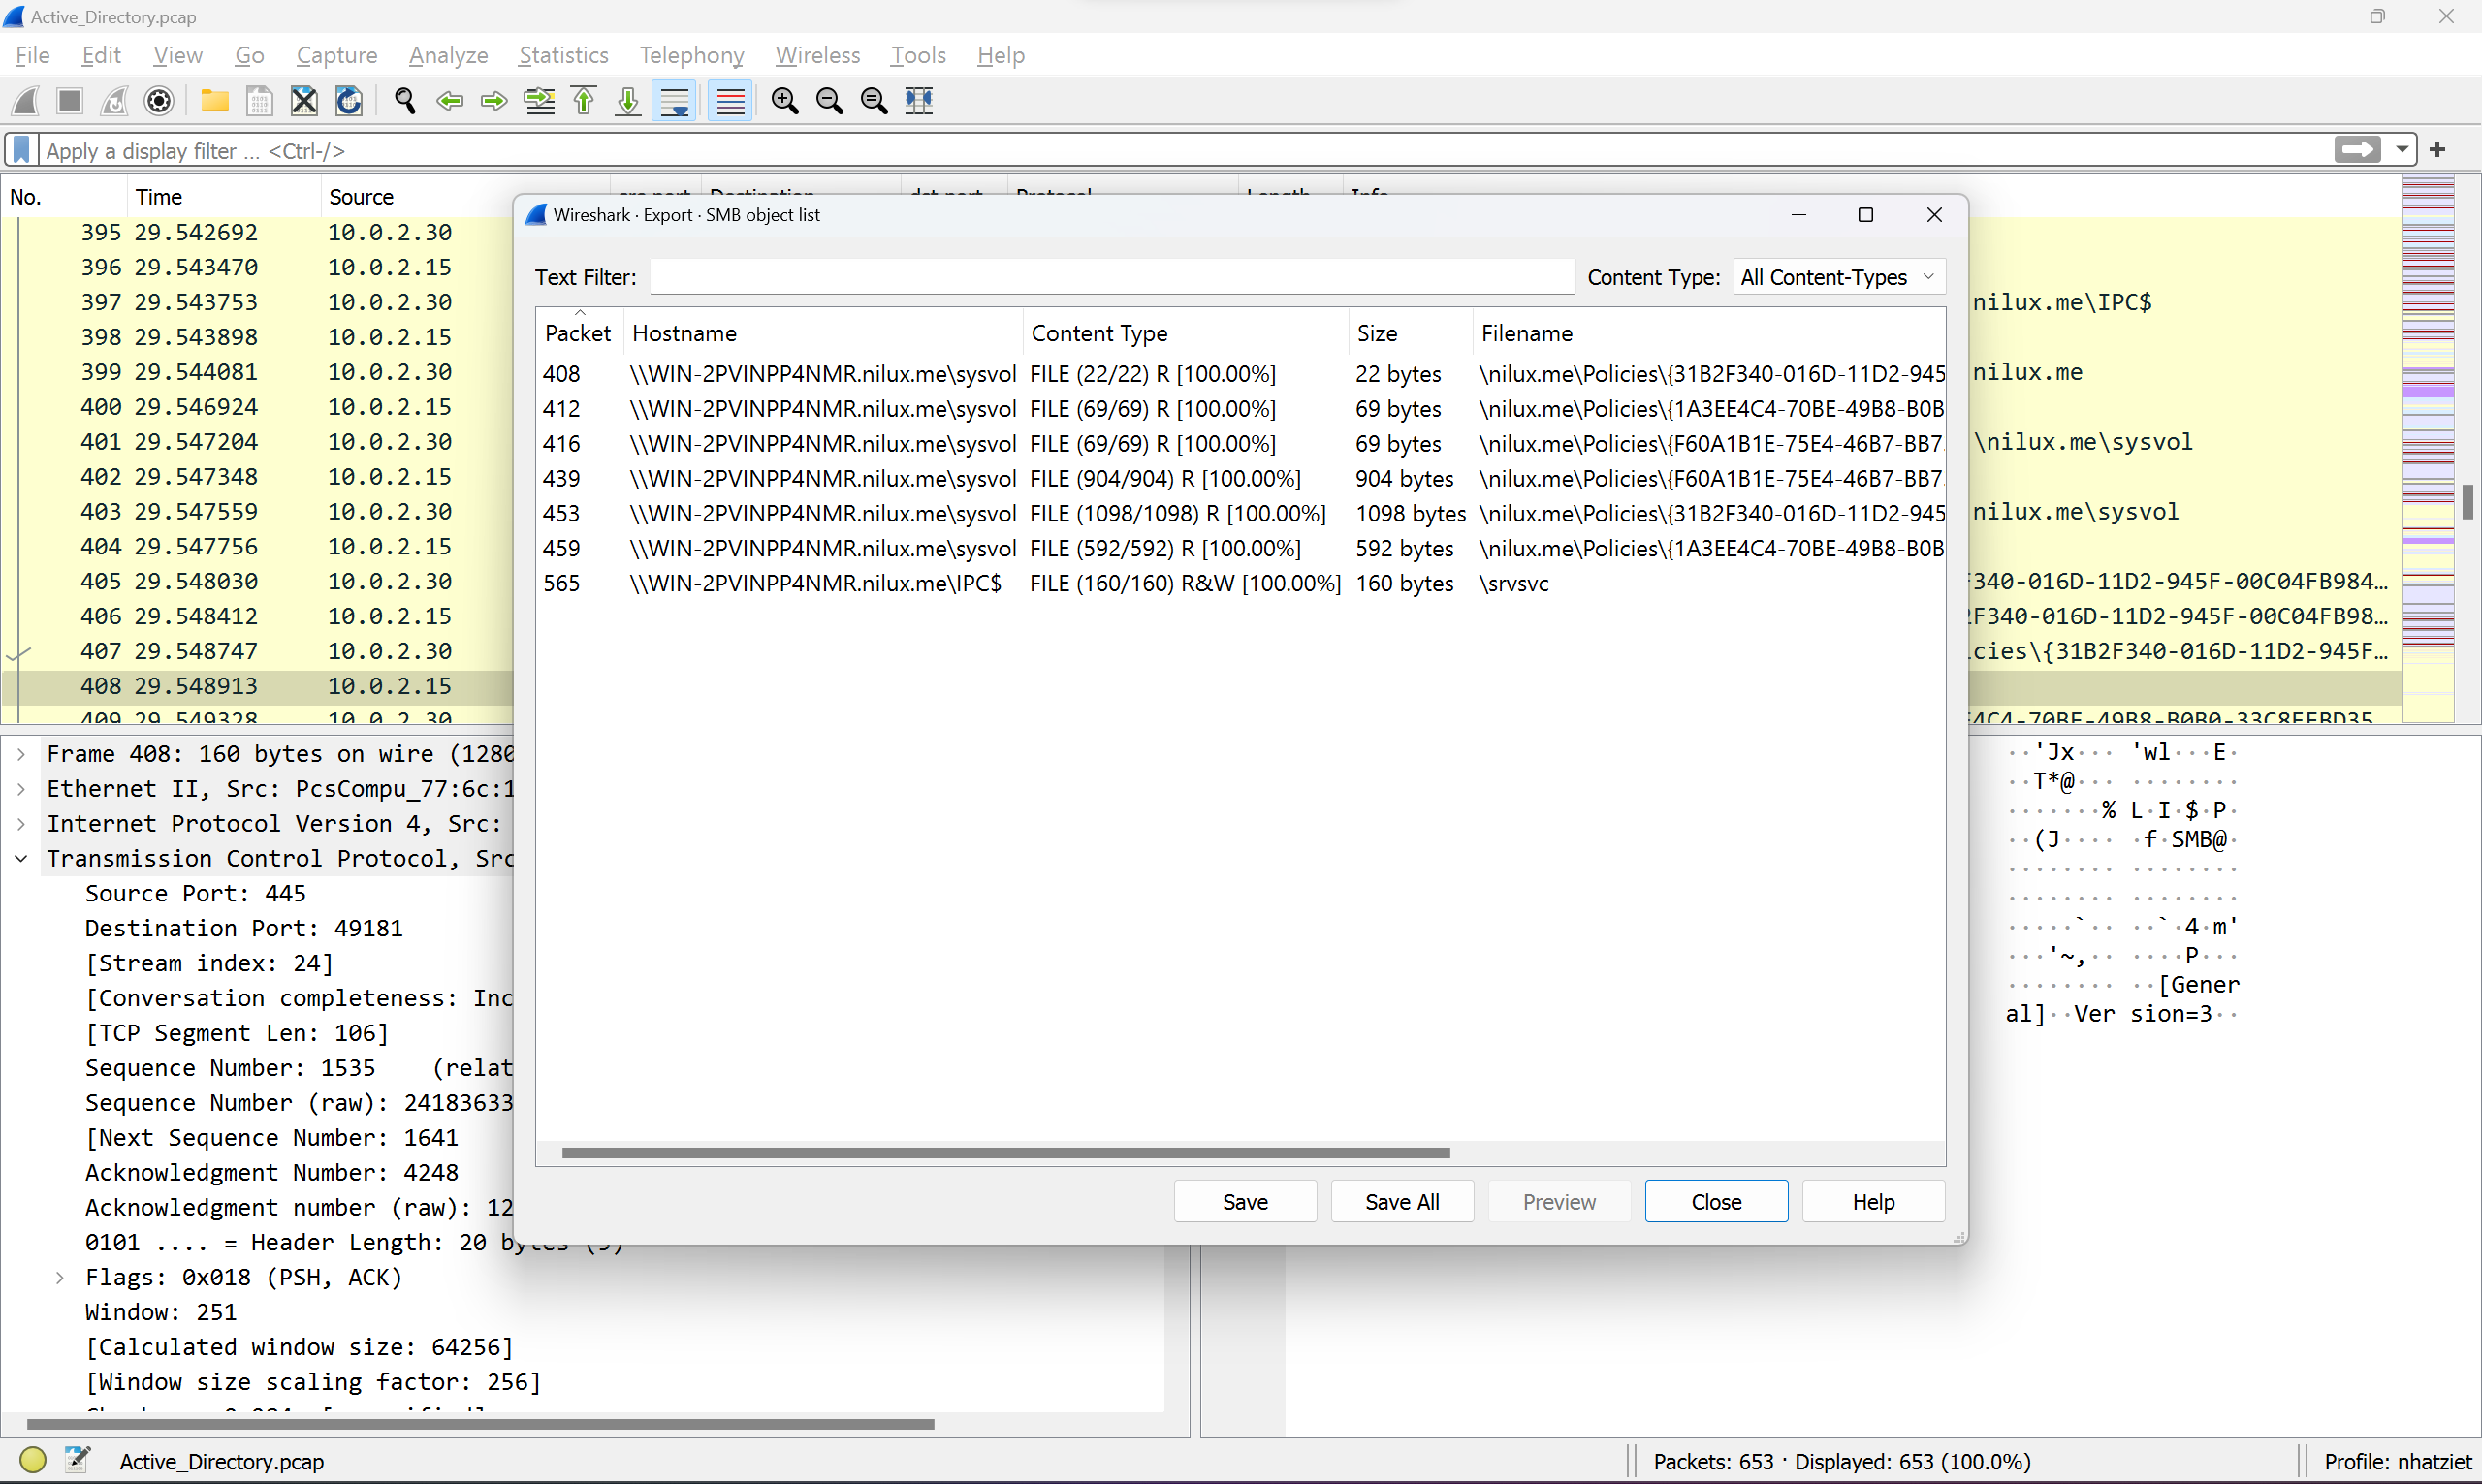 Active_Directory.pcap
File Edit View Go Capture Analyze Statistics Telephony Wireless Tools Help
Apply a display filter ... <Ctrl-/>
No. Time Source
395 29.542692 10.0.2.30
396 29.543470 10.0.2.15
397 29.543753 10.0.2.30 nilux.me\IPC$
398 29.543898 10.0.2.15
399 29.544081 10.0.2.30 nilux.me
400 29.546924 10.0.2.15
401 29.547204 10.0.2.30 \nilux.me\sysvol
402 29.547348 10.0.2.15
403 29.547559 10.0.2.30 nilux.me\sysvol
404 29.547756 10.0.2.15
405 29.548030 10.0.2.30 F340-016D-11D2-945F-00C04FB984…
406 29.548412 10.0.2.15 2F340-016D-11D2-945F-00C04FB98…
407 29.548747 10.0.2.30 icies\{31B2F340-016D-11D2-945F…
408 29.548913 10.0.2.15
409 29.549328 10.0.2.30 E4C4-70BE-49B8-B0B0-33C8EEBD35
Wireshark · Export · SMB object list
Text Filter: Content Type: All Content-Types
Packet Hostname Content Type Size Filename
408 \\WIN-2PVINPP4NMR.nilux.me\sysvol FILE (22/22) R [100.00%] 22 bytes \nilux.me\Policies\{31B2F340-016D-11D2-945
412 \\WIN-2PVINPP4NMR.nilux.me\sysvol FILE (69/69) R [100.00%] 69 bytes \nilux.me\Policies\{1A3EE4C4-70BE-49B8-B0B
416 \\WIN-2PVINPP4NMR.nilux.me\sysvol FILE (69/69) R [100.00%] 69 bytes \nilux.me\Policies\{F60A1B1E-75E4-46B7-BB7
439 \\WIN-2PVINPP4NMR.nilux.me\sysvol FILE (904/904) R [100.00%] 904 bytes \nilux.me\Policies\{F60A1B1E-75E4-46B7-BB7
453 \\WIN-2PVINPP4NMR.nilux.me\sysvol FILE (1098/1098) R [100.00%] 1098 bytes \nilux.me\Policies\{31B2F340-016D-11D2-945
459 \\WIN-2PVINPP4NMR.nilux.me\sysvol FILE (592/592) R [100.00%] 592 bytes \nilux.me\Policies\{1A3EE4C4-70BE-49B8-B0B
565 \\WIN-2PVINPP4NMR.nilux.me\IPC$ FILE (160/160) R&W [100.00%] 160 bytes \srvsvc
Save Save All Preview Close Help
Frame 408: 160 bytes on wire (1280
Ethernet II, Src: PcsCompu_77:6c:1
Internet Protocol Version 4, Src:
Transmission Control Protocol, Src
Source Port: 445
Destination Port: 49181
[Stream index: 24]
[Conversation completeness: Inc
[TCP Segment Len: 106]
Sequence Number: 1535 (relat
Sequence Number (raw): 24183633
[Next Sequence Number: 1641
Acknowledgment Number: 4248
Acknowledgment number (raw): 12
0101 .... = Header Length: 20 bytes (5)
Flags: 0x018 (PSH, ACK)
Window: 251
[Calculated window size: 64256]
[Window size scaling factor: 256]
··'Jx··· 'wl···E·
··T*@··· ········
·······% L·I·$·P·
··(J···· ·f·SMB@·
········ ········
········ ········
·····`·· ··`·4·m'
···'~,·· ····P···
········ ··[Gener
al]··Ver sion=3··
Active_Directory.pcap
Packets: 653 · Displayed: 653 (100.0%)
Profile: nhatziet